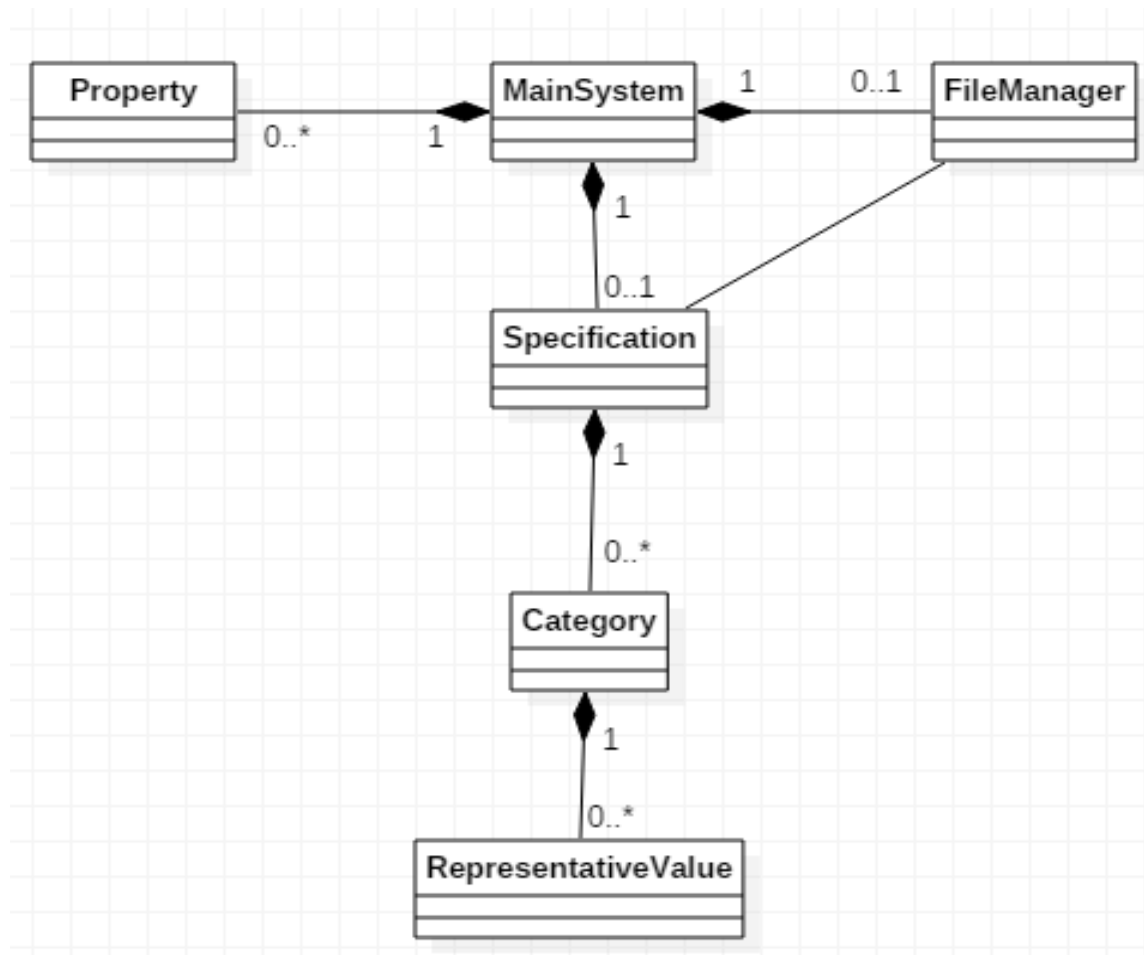 Property
MainSystem
FileManager
1
0..1
0..*
1
1
0..1
Specification
1
0..*
Category
1
0..*
RepresentativeValue